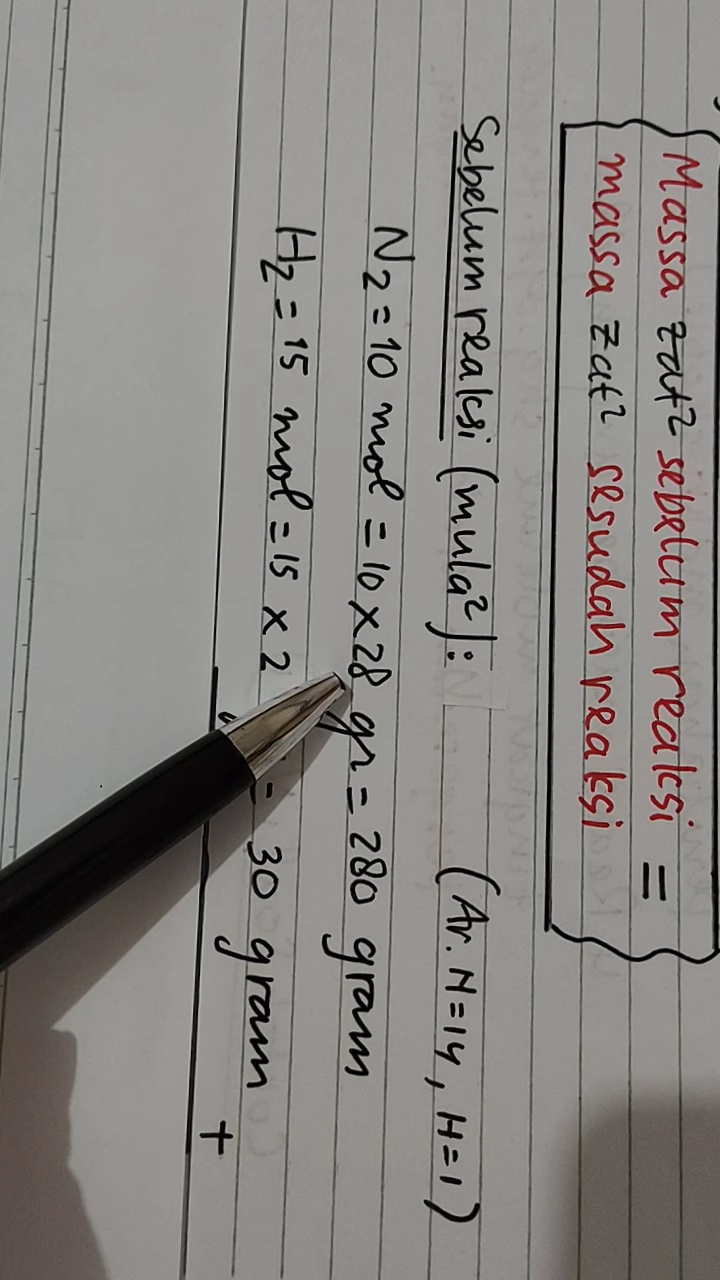 Massa zat² sebelum reaksi =
massa zat² sesudah reaksi
Sebelum reaksi (mula²): (Ar. N=14, H=1)
N₂ = 10 mol = 10 × 28 gr = 280 gram
H₂ = 15 mol = 15 × 2 = 30 gram
+